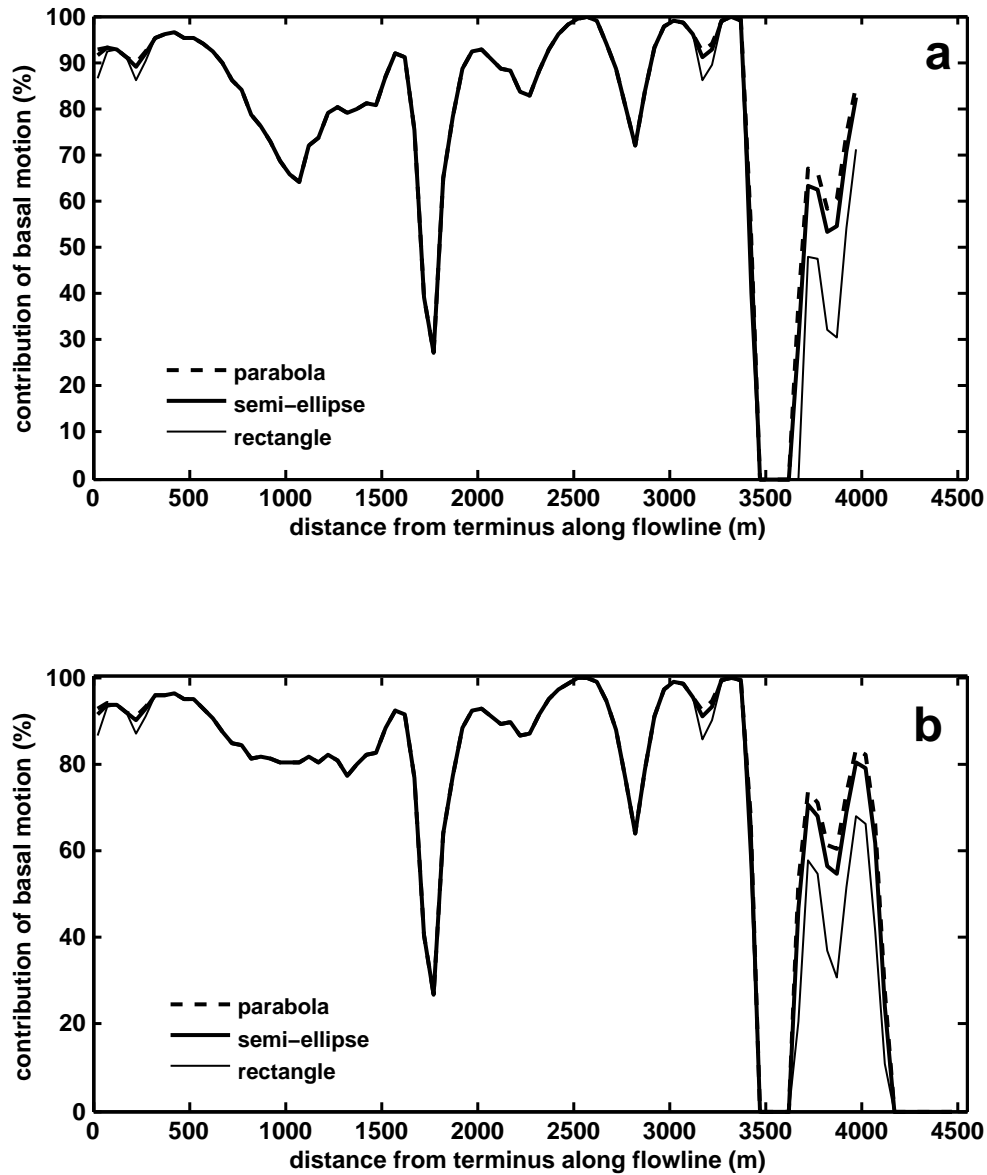 100
90
80
70
60
50
40
30
20
10
0
contribution of basal motion (%)
a
parabola
semi−ellipse
rectangle
0 500 1000 1500 2000 2500 3000 3500 4000 4500
distance from terminus along flowline (m)
100
80
60
40
20
0
contribution of basal motion (%)
b
parabola
semi−ellipse
rectangle
0 500 1000 1500 2000 2500 3000 3500 4000 4500
distance from terminus along flowline (m)